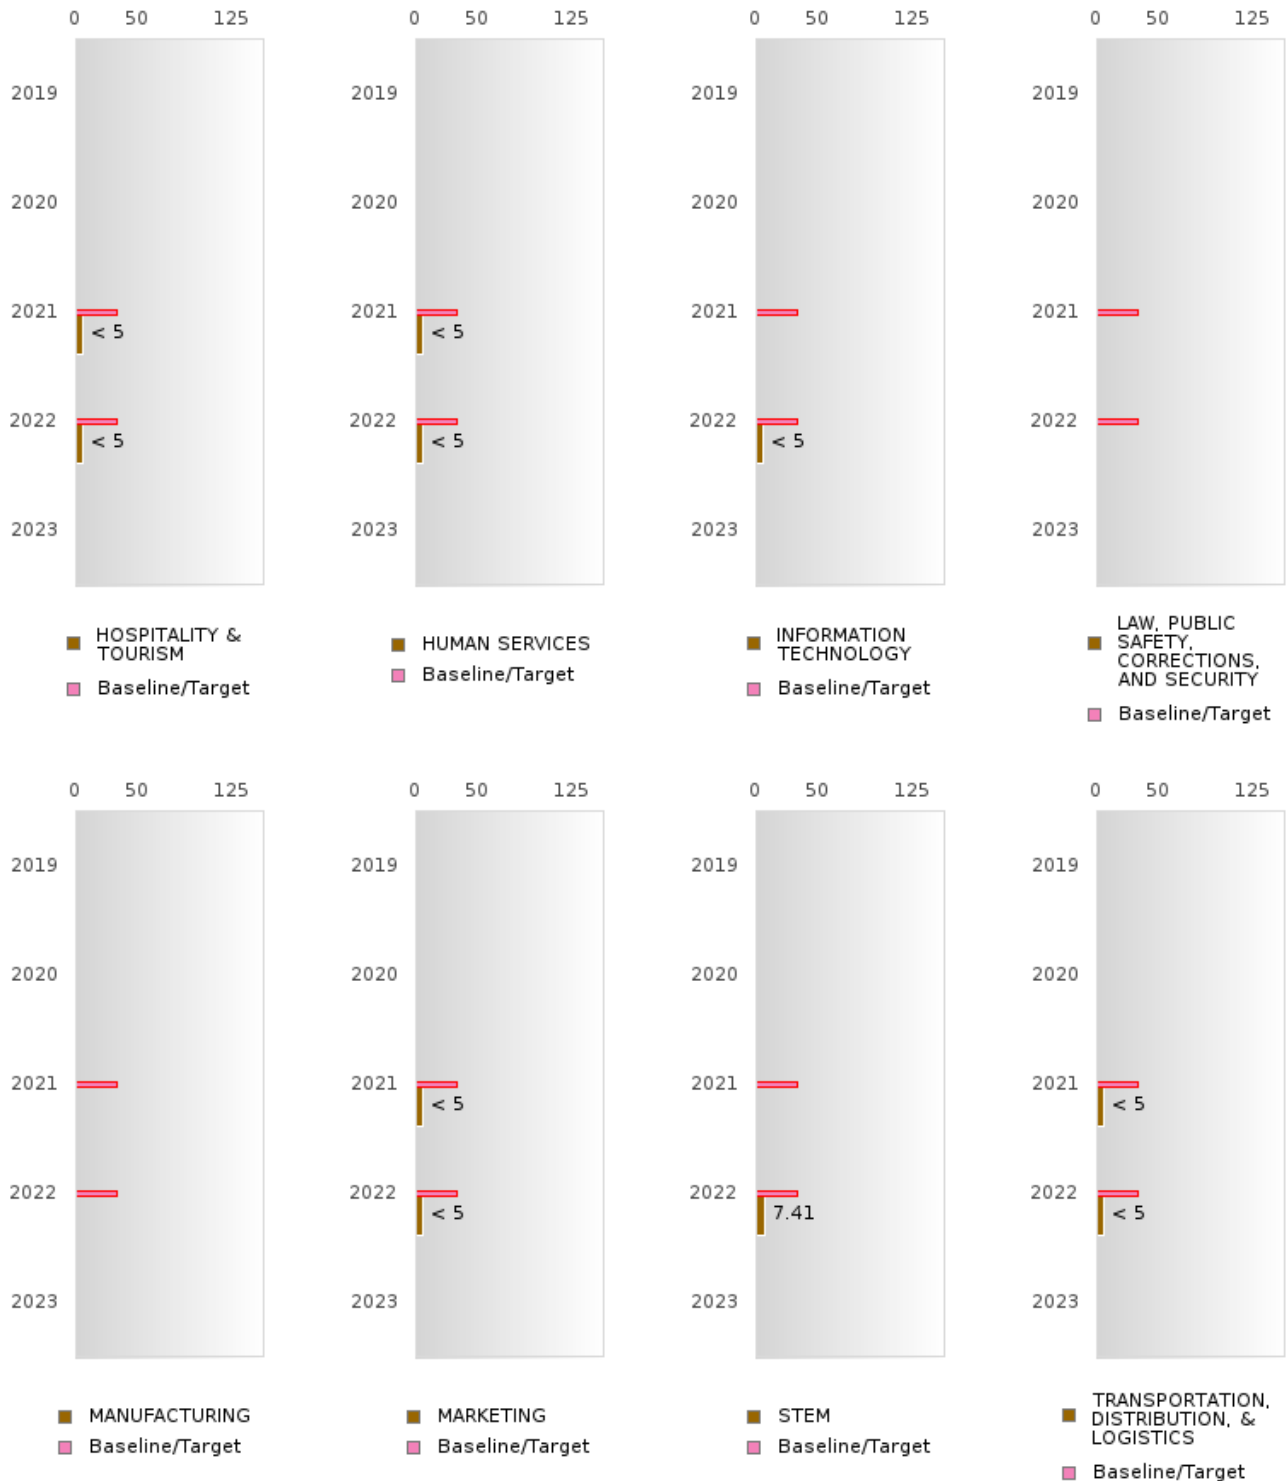 0 50 125
2019
2020
2021
< 5
2022
< 5
2023
HOSPITALITY &
TOURISM
Baseline/Target
0 50 125
2019
2020
2021
< 5
2022
< 5
2023
HUMAN SERVICES
Baseline/Target
0 50 125
2019
2020
2021
2022
< 5
2023
INFORMATION
TECHNOLOGY
Baseline/Target
0 50 125
2019
2020
2021
2022
2023
LAW, PUBLIC
SAFETY,
CORRECTIONS,
AND SECURITY
Baseline/Target
0 50 125
2019
2020
2021
2022
2023
MANUFACTURING
Baseline/Target
0 50 125
2019
2020
2021
< 5
2022
< 5
2023
MARKETING
Baseline/Target
0 50 125
2019
2020
2021
2022
7.41
2023
STEM
Baseline/Target
0 50 125
2019
2020
2021
< 5
2022
< 5
2023
TRANSPORTATION,
DISTRIBUTION, &
LOGISTICS
Baseline/Target